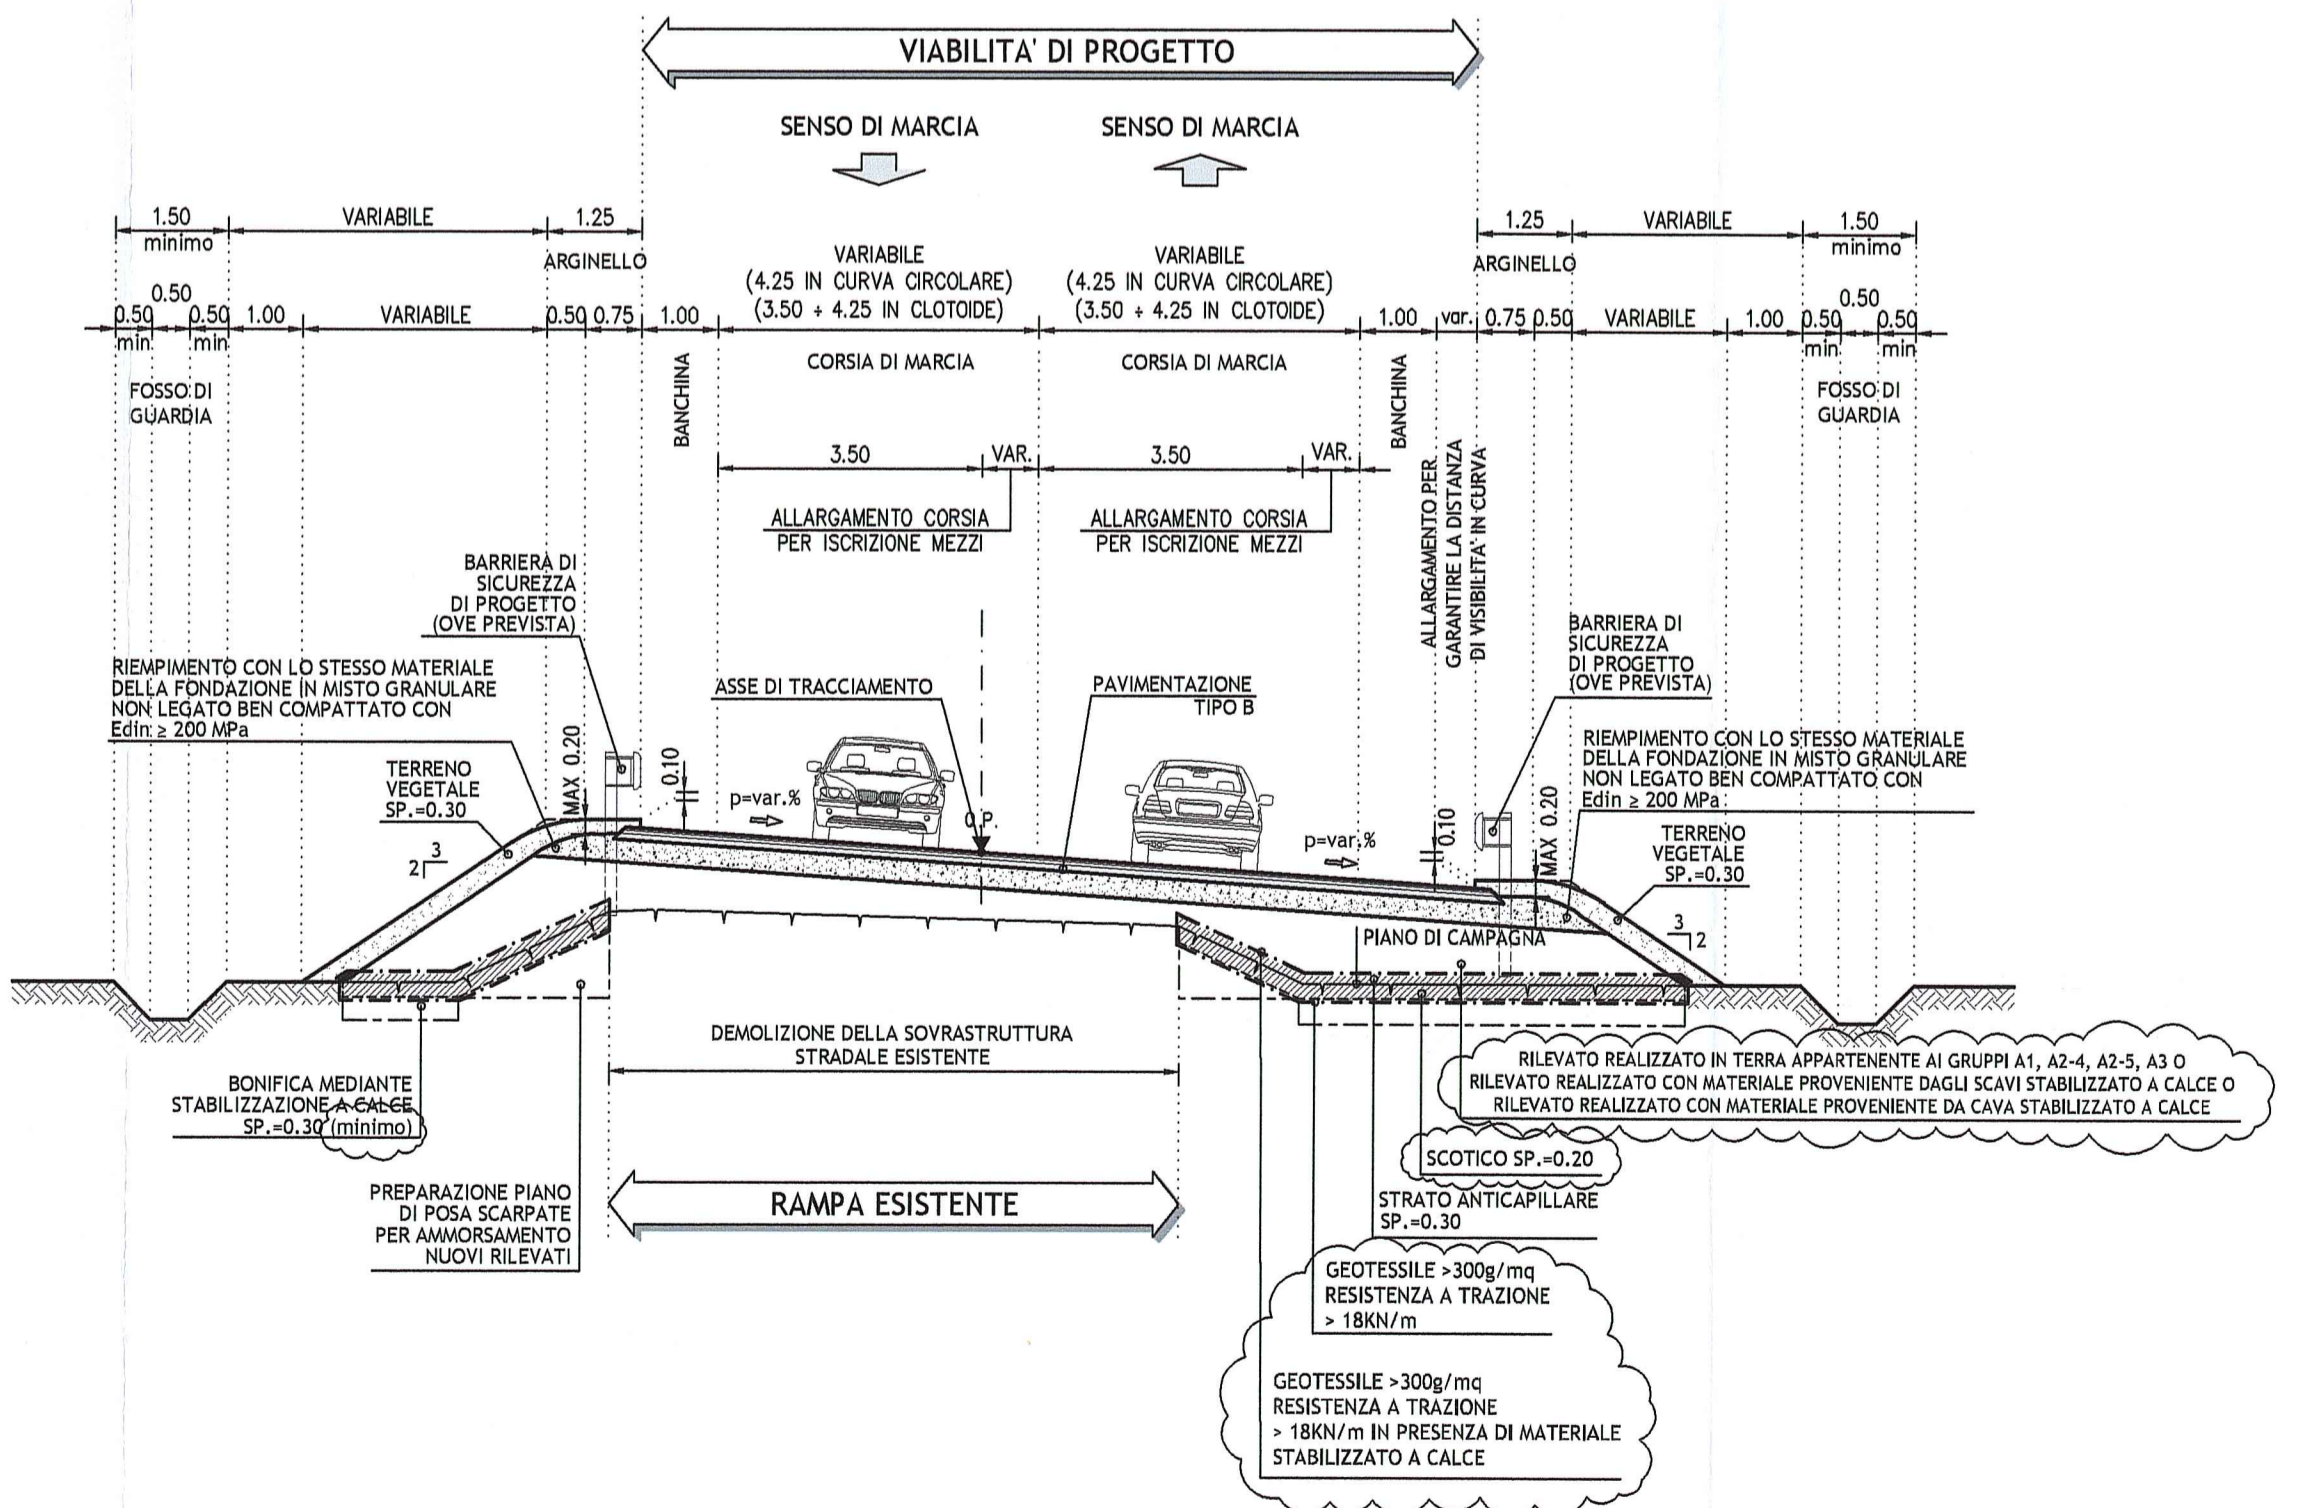 VIABILITA' DI PROGETTO
SENSO DI MARCIA
SENSO DI MARCIA
1.50
minimo
VARIABILE
1.25
ARGINELLO
VARIABILE
(4.25 IN CURVA CIRCOLARE)
(3.50 ÷ 4.25 IN CLOTOIDE)
VARIABILE
(4.25 IN CURVA CIRCOLARE)
(3.50 ÷ 4.25 IN CLOTOIDE)
1.25
ARGINELLO
VARIABILE
1.50
minimo
0.50
min
0.50
0.50
min
1.00
VARIABILE
0.50
0.75
1.00
1.00
var.
0.75
0.50
VARIABILE
1.00
0.50
min
0.50
0.50
min
FOSSO DI
GUARDIA
BANCHINA
CORSIA DI MARCIA
CORSIA DI MARCIA
BANCHINA
FOSSO DI
GUARDIA
3.50
VAR.
3.50
VAR.
ALLARGAMENTO CORSIA
PER ISCRIZIONE MEZZI
ALLARGAMENTO CORSIA
PER ISCRIZIONE MEZZI
ALLARGAMENTO PER
GARANTIRE LA DISTANZA
DI VISIBILITA' IN CURVA
BARRIERA DI
SICUREZZA
DI PROGETTO
(OVE PREVISTA)
BARRIERA DI
SICUREZZA
DI PROGETTO
(OVE PREVISTA)
RIEMPIMENTO CON LO STESSO MATERIALE
DELLA FONDAZIONE IN MISTO GRANULARE
NON LEGATO BEN COMPATTATO CON
Edin ≥ 200 MPa
ASSE DI TRACCIAMENTO
PAVIMENTAZIONE
TIPO B
RIEMPIMENTO CON LO STESSO MATERIALE
DELLA FONDAZIONE IN MISTO GRANULARE
NON LEGATO BEN COMPATTATO CON
Edin ≥ 200 MPa
TERRENO
VEGETALE
SP.=0.30
MAX 0.20
0.10
p=var.%
Q.P.
p=var.%
0.10
MAX 0.20
TERRENO
VEGETALE
SP.=0.30
3
2
3
2
PIANO DI CAMPAGNA
DEMOLIZIONE DELLA SOVRASTRUTTURA
STRADALE ESISTENTE
RILEVATO REALIZZATO IN TERRA APPARTENENTE AI GRUPPI A1, A2-4, A2-5, A3 O
RILEVATO REALIZZATO CON MATERIALE PROVENIENTE DAGLI SCAVI STABILIZZATO A CALCE O
RILEVATO REALIZZATO CON MATERIALE PROVENIENTE DA CAVA STABILIZZATO A CALCE
BONIFICA MEDIANTE
STABILIZZAZIONE A CALCE
SP.=0.30 (minimo)
SCOTICO SP.=0.20
PREPARAZIONE PIANO
DI POSA SCARPATE
PER AMMORSAMENTO
NUOVI RILEVATI
RAMPA ESISTENTE
STRATO ANTICAPILLARE
SP.=0.30
GEOTESSILE >300g/mq
RESISTENZA A TRAZIONE
> 18KN/m
GEOTESSILE >300g/mq
RESISTENZA A TRAZIONE
> 18KN/m IN PRESENZA DI MATERIALE
STABILIZZATO A CALCE